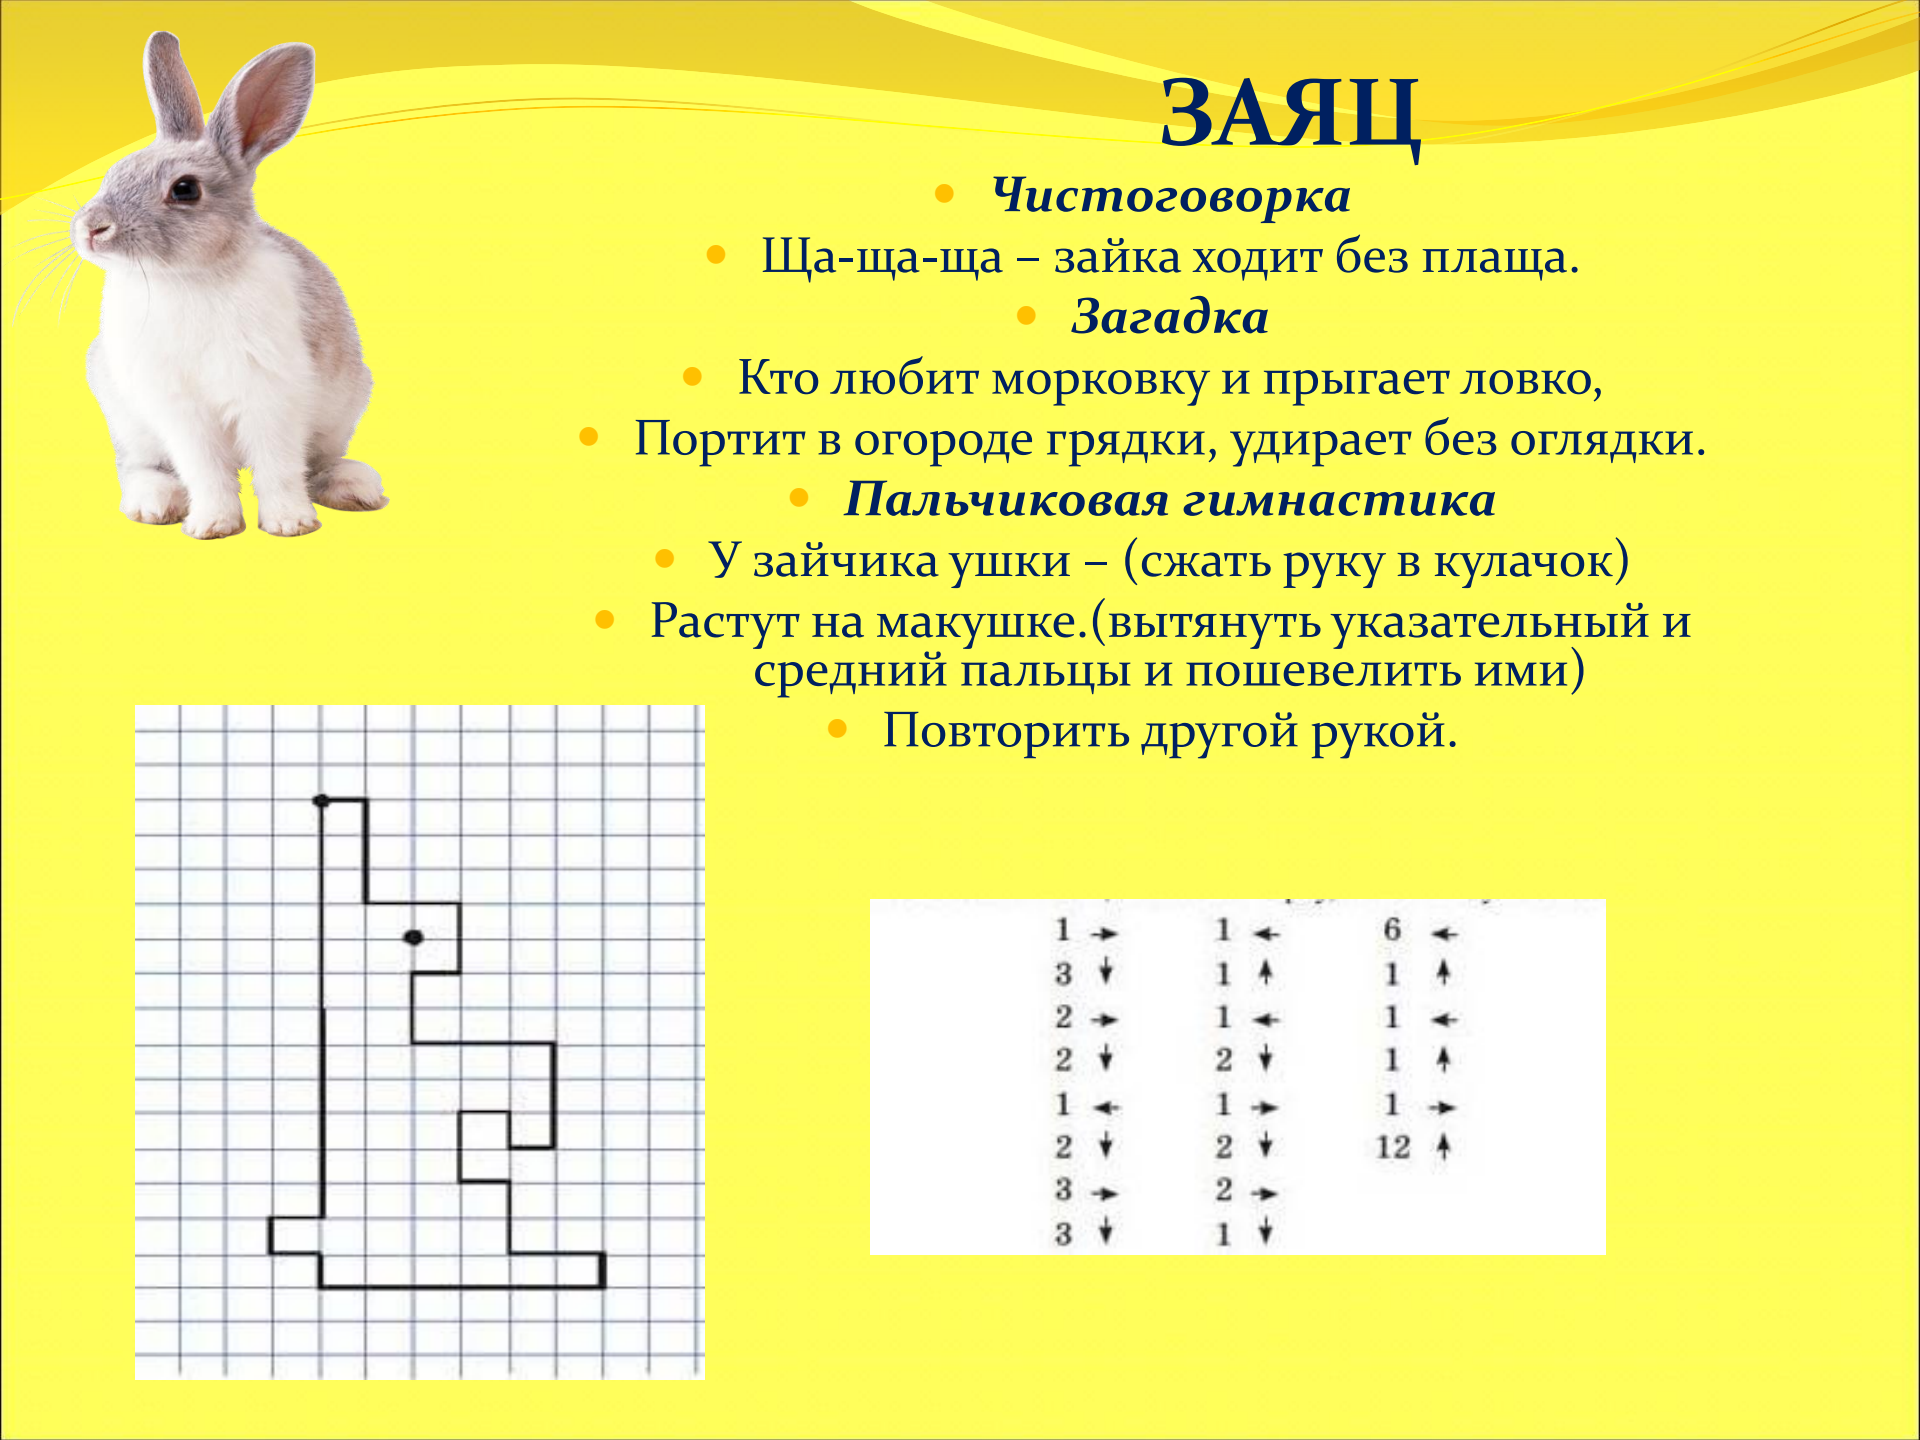 ЗАЯЦ
Чистоговорка
Ща-ща-ща – зайка ходит без плаща.
Загадка
Кто любит морковку и прыгает ловко,
Портит в огороде грядки, удирает без оглядки.
Пальчиковая гимнастика
У зайчика ушки – (сжать руку в кулачок)
Растут на макушке.(вытянуть указательный и
средний пальцы и пошевелить ими)
Повторить другой рукой.
1 → 1 ← 6 ←
3 ↓ 1 ↑ 1 ↑
2 → 1 ← 1 ←
2 ↓ 2 ↓ 1 ↑
1 ← 1 → 1 →
2 ↓ 2 ↓ 12 ↑
3 → 2 →
3 ↓ 1 ↓